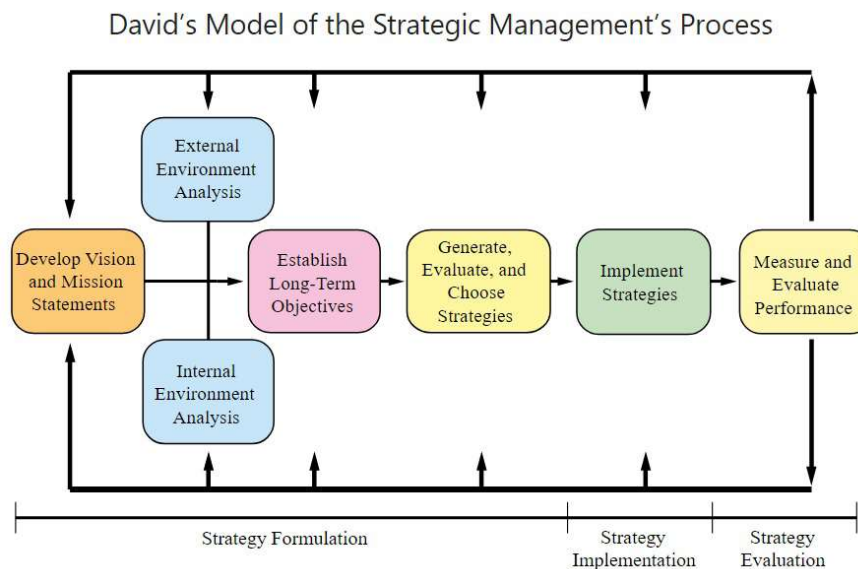 David's Model of the Strategic Management's Process
External
Environment
Analysis
Develop Vision
and Mission
Statements
Establish
Long-Term
Objectives
Generate,
Evaluate, and
Choose
Strategies
Implement
Strategies
Measure and
Evaluate
Performance
Internal
Environment
Analysis
Strategy Formulation
Strategy
Implementation
Strategy
Evaluation